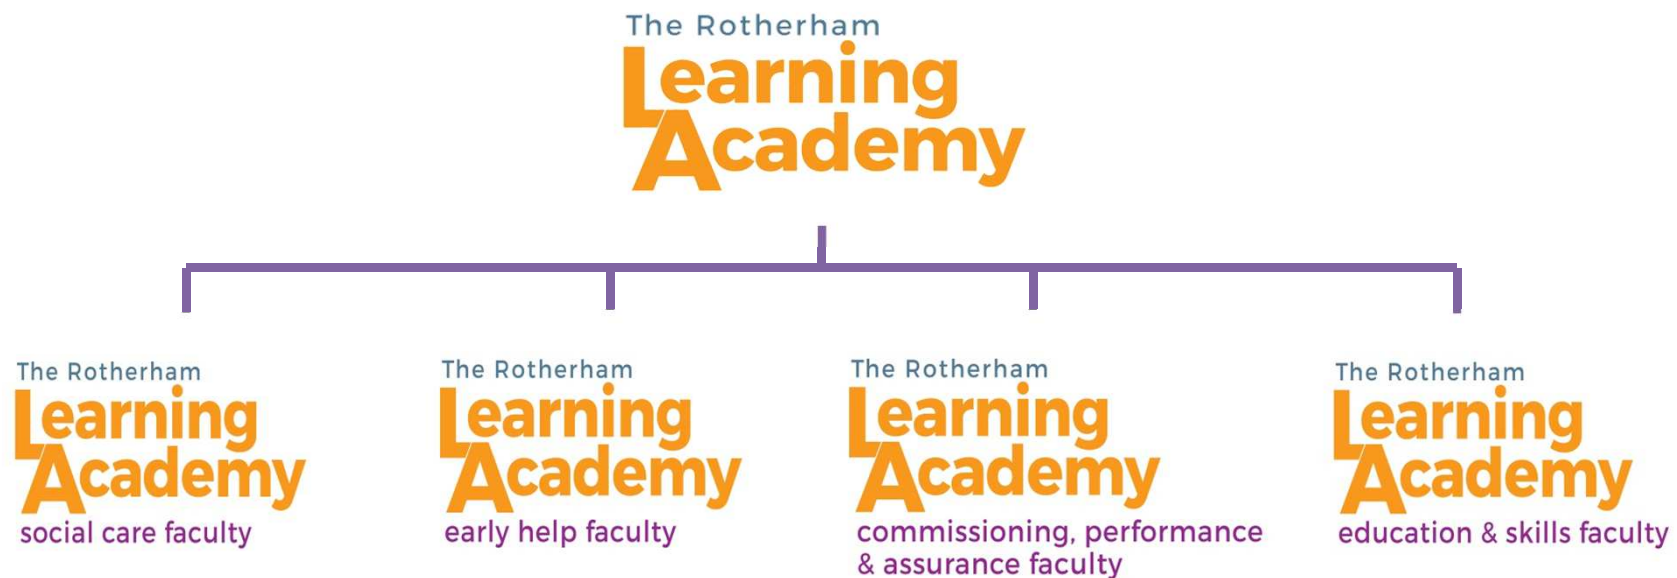 The Rotherham
Learning
Academy
The Rotherham
Learning
Academy
social care faculty
The Rotherham
Learning
Academy
early help faculty
The Rotherham
Learning
Academy
commissioning, performance
& assurance faculty
The Rotherham
Learning
Academy
education & skills faculty